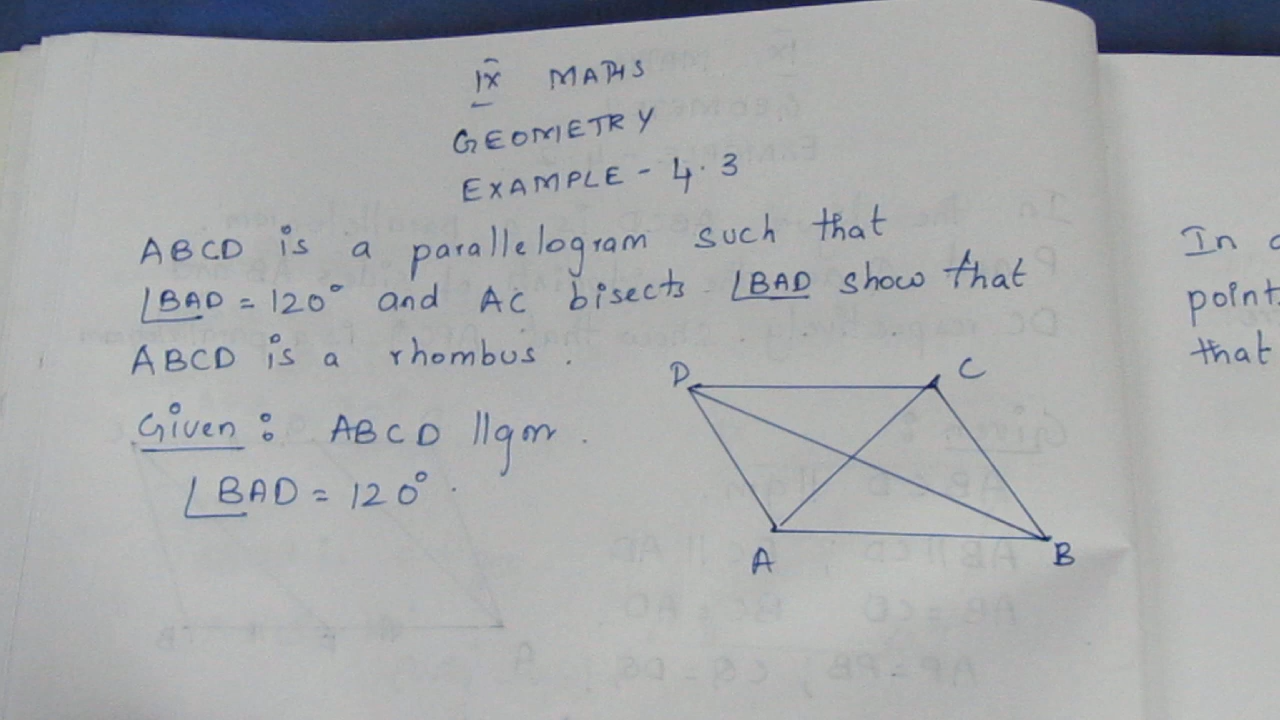 IX MATHS
GEOMETRY
EXAMPLE - 4.3
ABCD is a parallelogram such that
∠BAD = 120° and AC bisects ∠BAD show that
ABCD is a rhombus.
Given : ABCD llgm.
∠BAD = 120°.
D
C
A
B
In
point
that